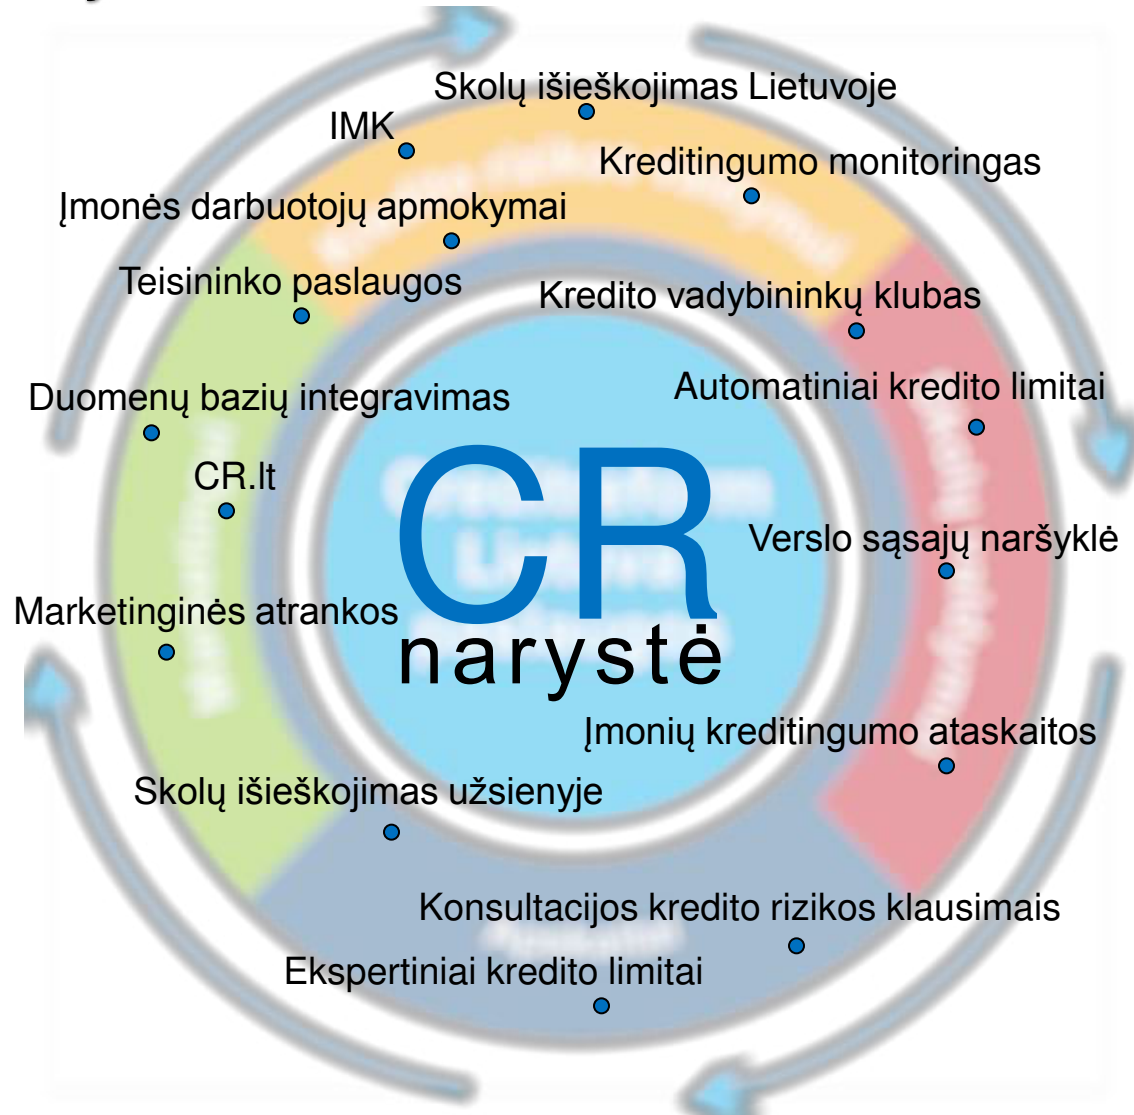 Skolų išieškojimas Lietuvoje
IMK
Kreditingumo monitoringas
Įmonės darbuotojų apmokymai
Teisininko paslaugos
Kredito vadybininkų klubas
Automatiniai kredito limitai
Duomenų bazių integravimas
CR.lt
CR
narystė
Verslo sąsajų naršyklė
Marketinginės atrankos
Įmonių kreditingumo ataskaitos
Skolų išieškojimas užsienyje
Konsultacijos kredito rizikos klausimais
Ekspertiniai kredito limitai